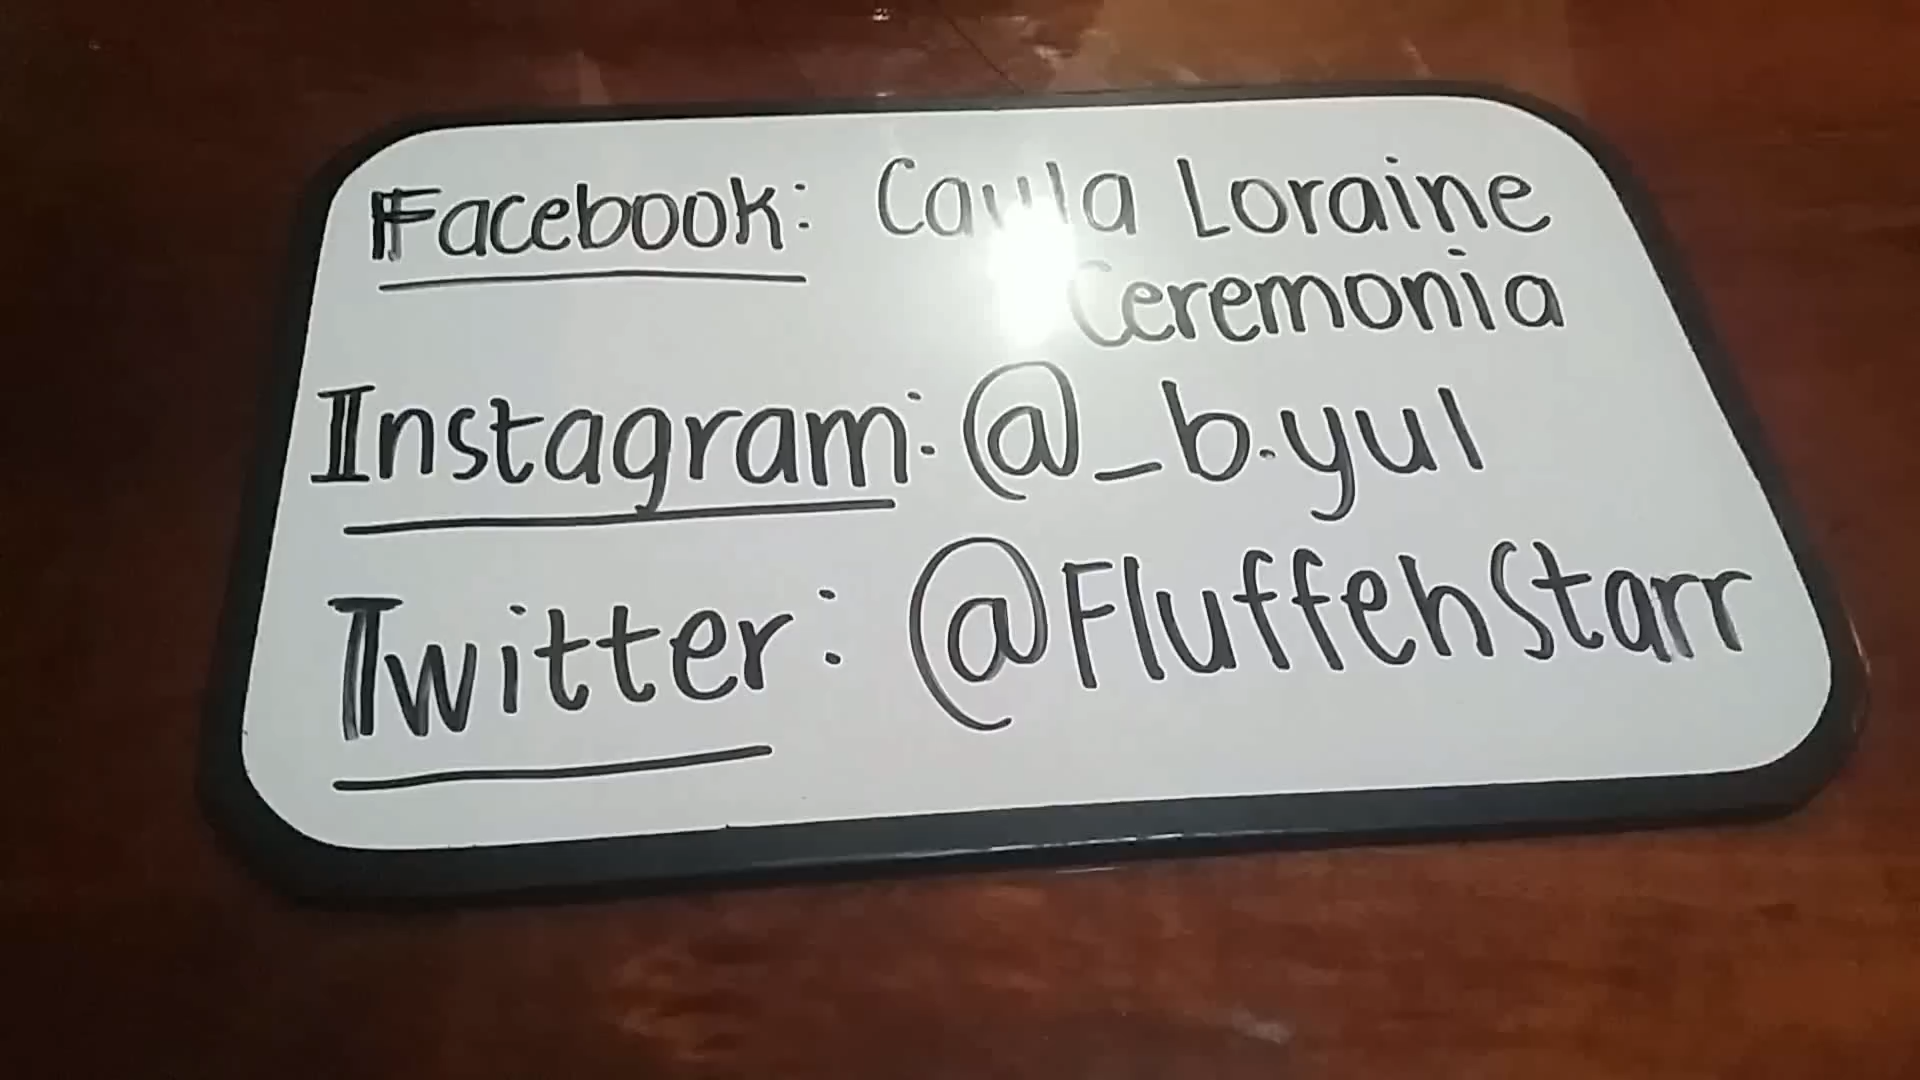 Facebook: Loraine
Ceremonia
Instagram: @_b.yul
Twitter: @FluffehStarr